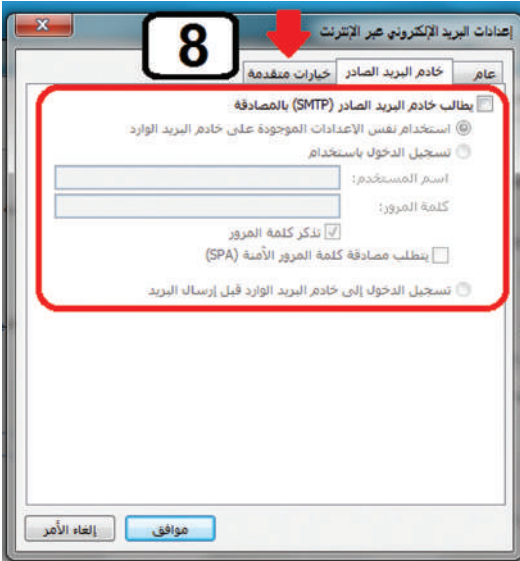 إعدادات البريد الإلكتروني عبر الإنترنت
8
عام
خادم البريد الصادر
خيارات متقدمة
يطالب خادم البريد الصادر (SMTP) بالمصادقة
استخدام نفس الإعدادات الموجودة على خادم البريد الوارد
تسجيل الدخول باستخدام
اسم المستخدم:
كلمة المرور:
تذكر كلمة المرور
يتطلب مصادقة كلمة المرور الآمنة (SPA)
تسجيل الدخول إلى خادم البريد الوارد قبل إرسال البريد
موافق
إلغاء الأمر